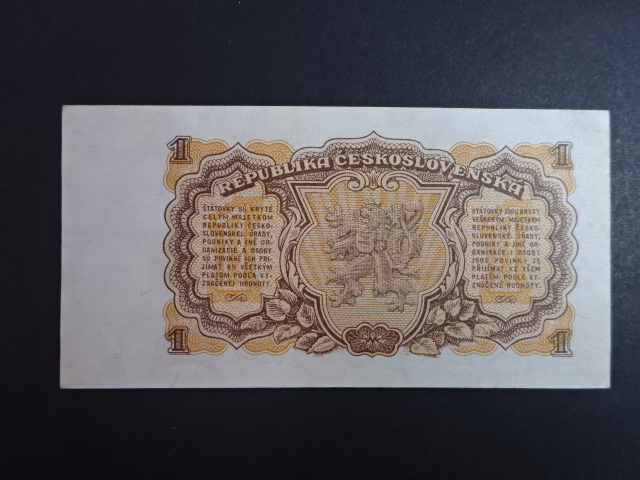 1 1
REPUBLIKA ČESKOSLOVENSKÁ
ŠTÁTOVKY SÚ KRYTÉ
CELÝM MAJETKOM
REPUBLIKY ČESKO-
SLOVENSKEJ. ÚRADY,
PODNIKY A INÉ OR-
GANIZÁCIE A OSOBY
SÚ POVINNÉ ICH PRI-
JÍMAŤ KU VŠETKÝM
PLATOM PODĽA VY-
ZNAČENEJ HODNOTY.
STÁTOVKY JSOU KRYTY
VEŠKERÝM MAJETKEM
REPUBLIKY ČESKO-
SLOVENSKÉ. ÚŘADY,
PODNIKY A JINÉ OR-
GANISACE I OSOBY
JSOU POVINNY JE
PŘIJÍMAT KE VŠEM
PLATŮM PODLE VY-
ZNAČENÉ HODNOTY.
1 1